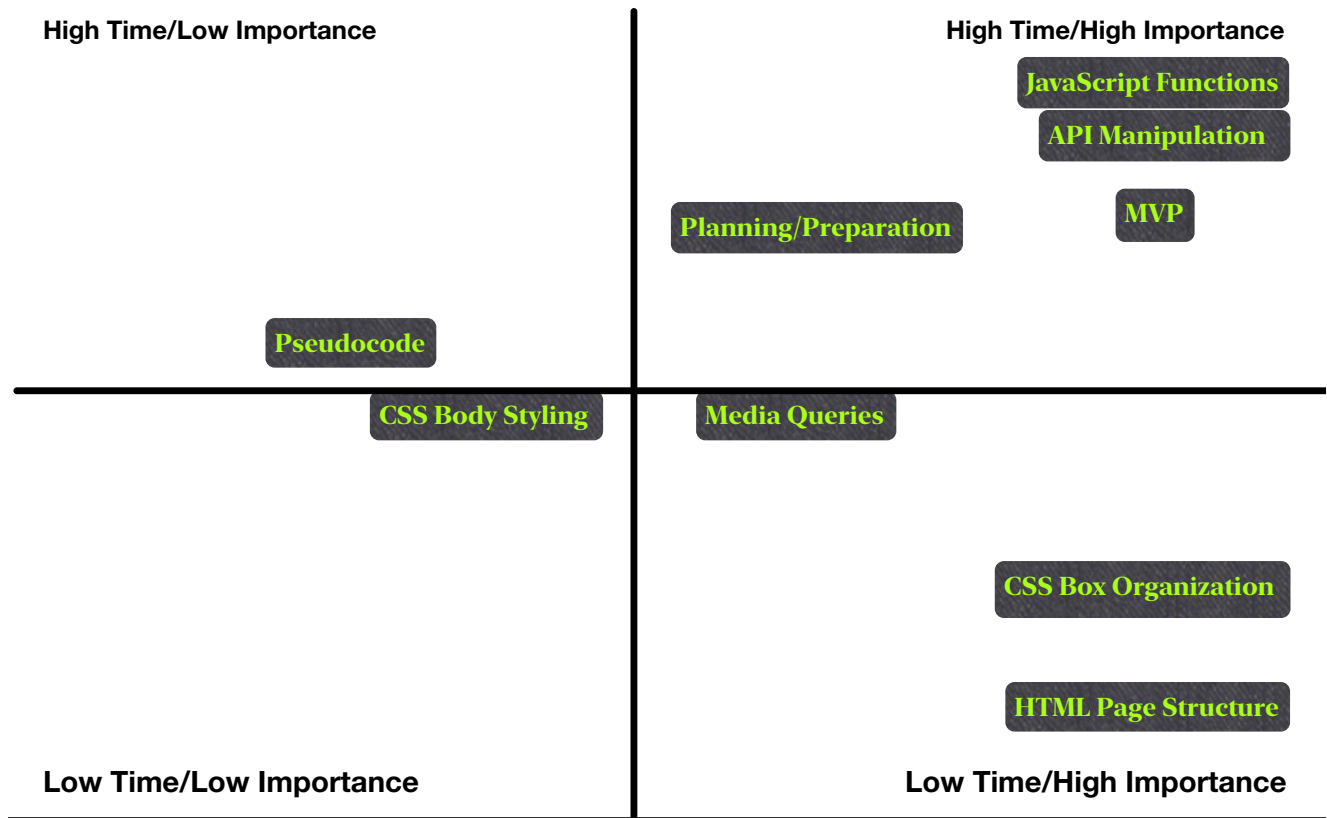 High Time/Low Importance
High Time/High Importance
JavaScript Functions
API Manipulation
MVP
Planning/Preparation
Pseudocode
CSS Body Styling
Media Queries
CSS Box Organization
HTML Page Structure
Low Time/Low Importance
Low Time/High Importance